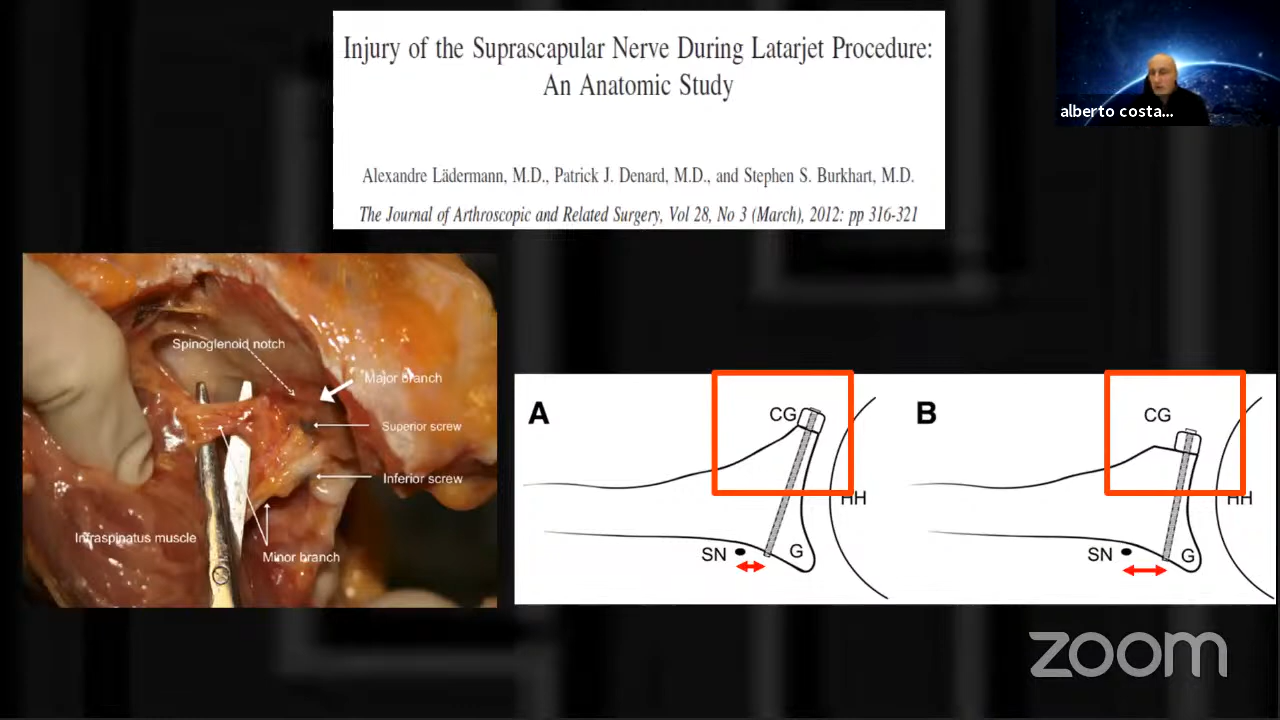 Injury of the Suprascapular Nerve During Latarjet Procedure:
An Anatomic Study
Alexandre Lädermann, M.D., Patrick J. Denard, M.D., and Stephen S. Burkhart, M.D.
The Journal of Arthroscopic and Related Surgery, Vol 28, No 3 (March), 2012: pp 316-321
alberto costa...
Spinoglenoid notch
Major branch
Superior screw
Inferior screw
Infraspinatus muscle
Minor branch
A
CG
HH
SN
G
B
CG
HH
SN
G
zoom